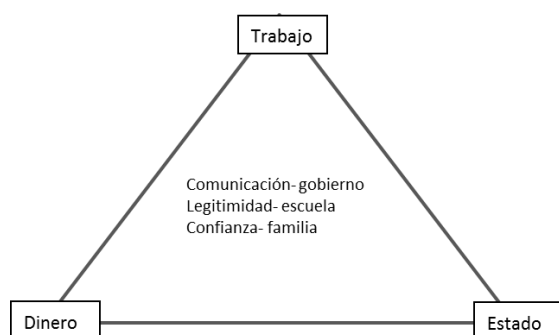 Trabajo
Comunicación- gobierno
Legitimidad- escuela
Confianza- familia
Dinero
Estado